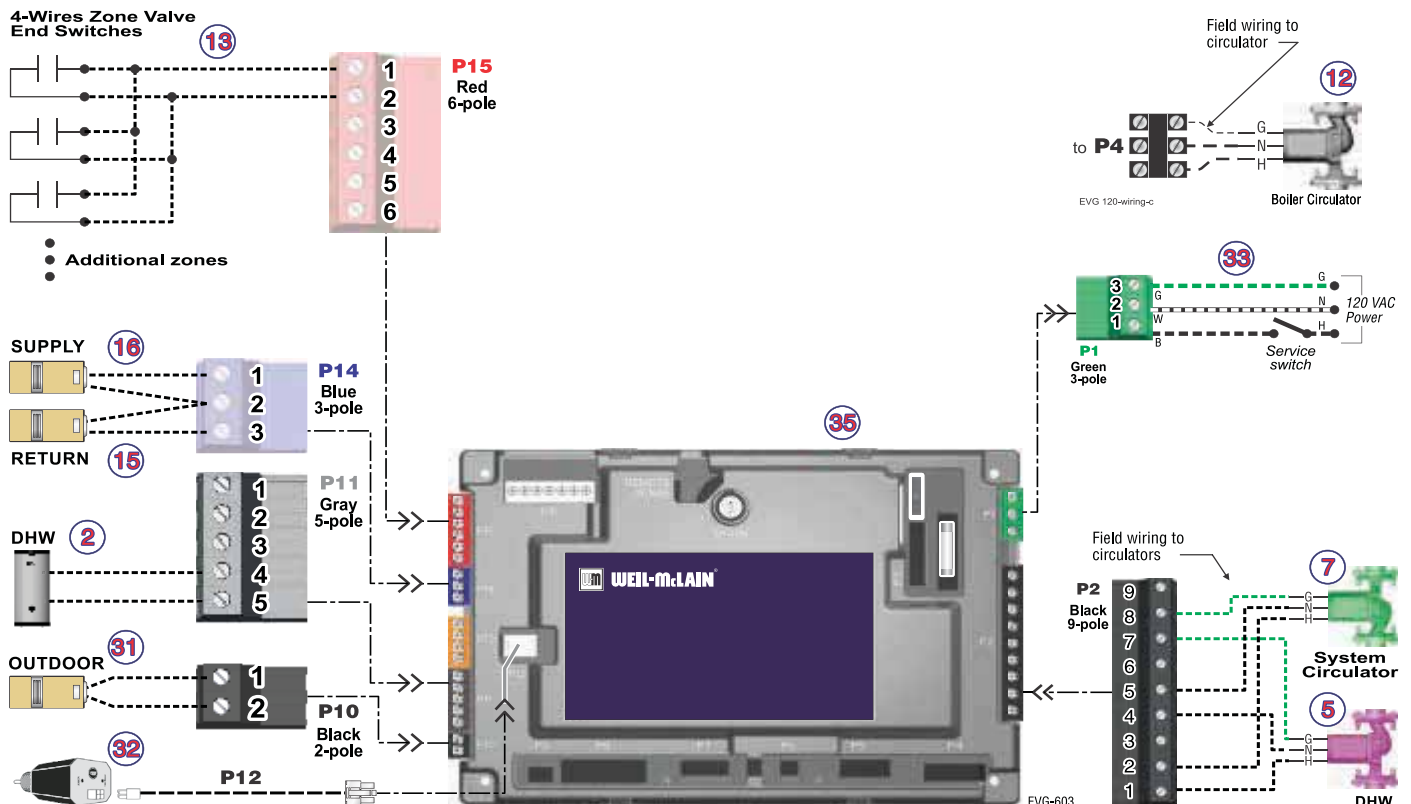 4-Wires Zone Valve
End Switches
13
1
2
3
4
5
6
P15
Red
6-pole
Additional zones
Field wiring to
circulator
12
to P4
G
N
H
EVG 120-wiring-c
Boiler Circulator
33
3
2
1
G
W
B
G
N
H
120 VAC
Power
Service
switch
P1
Green
3-pole
SUPPLY
16
1
2
3
P14
Blue
3-pole
RETURN
15
1
2
3
4
5
P11
Gray
5-pole
DHW
2
OUTDOOR
31
1
2
P10
Black
2-pole
32
P12
35
WM WEIL-McLAIN®
Field wiring to
circulators
P2
Black
9-pole
9
8
7
6
5
4
3
2
1
7
G
N
H
System
Circulator
5
G
N
H
DHW
EVG-603